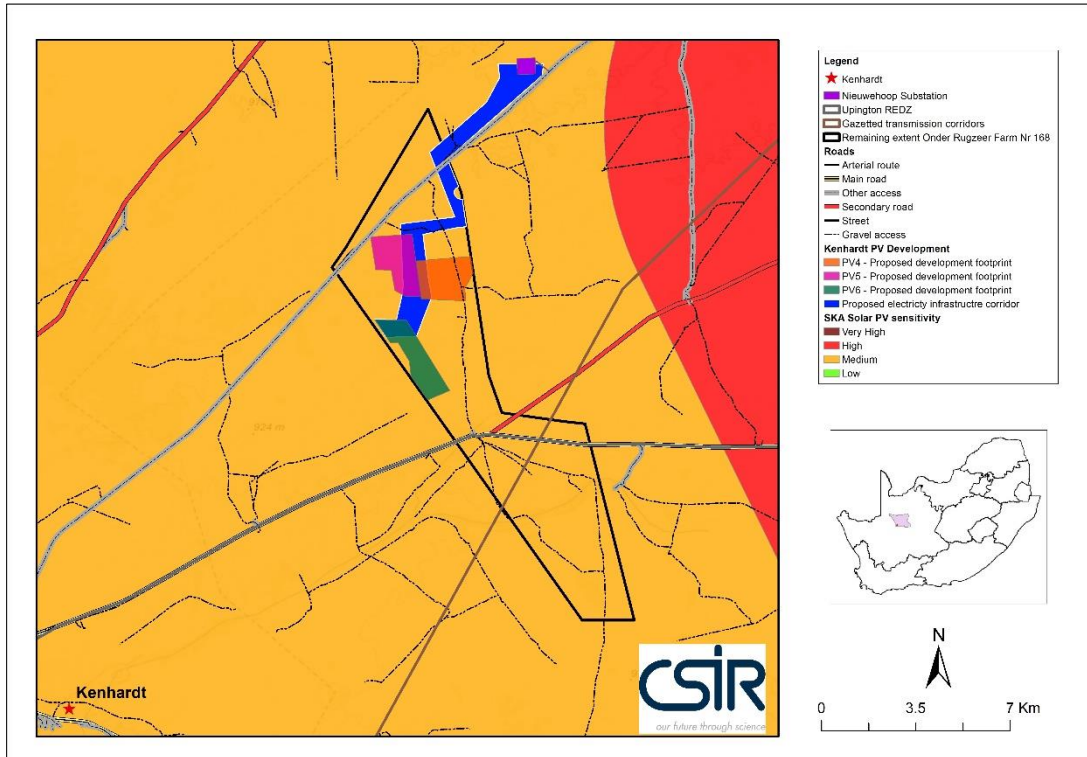 924 m
Kenhardt
CSIR
our future through science
Legend
Kenhardt
Nieuwehoop Substation
Upington REDZ
Gazetted transmission corridors
Remaining extent Onder Rugzeer Farm Nr 168
Roads
Arterial route
Main road
Other access
Secondary road
Street
Gravel access
Kenhardt PV Development
PV4 - Proposed development footprint
PV5 - Proposed development footprint
PV6 - Proposed development footprint
Proposed electricty infrastructre corridor
SKA Solar PV sensitivity
Very High
High
Medium
Low
N
0 3.5 7 Km